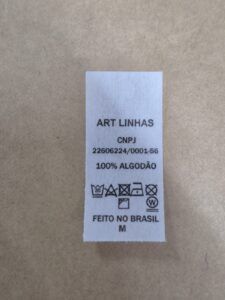 ART LINHAS
CNPJ
22606224/0001-66
100% ALGODÃO
FEITO NO BRASIL
M